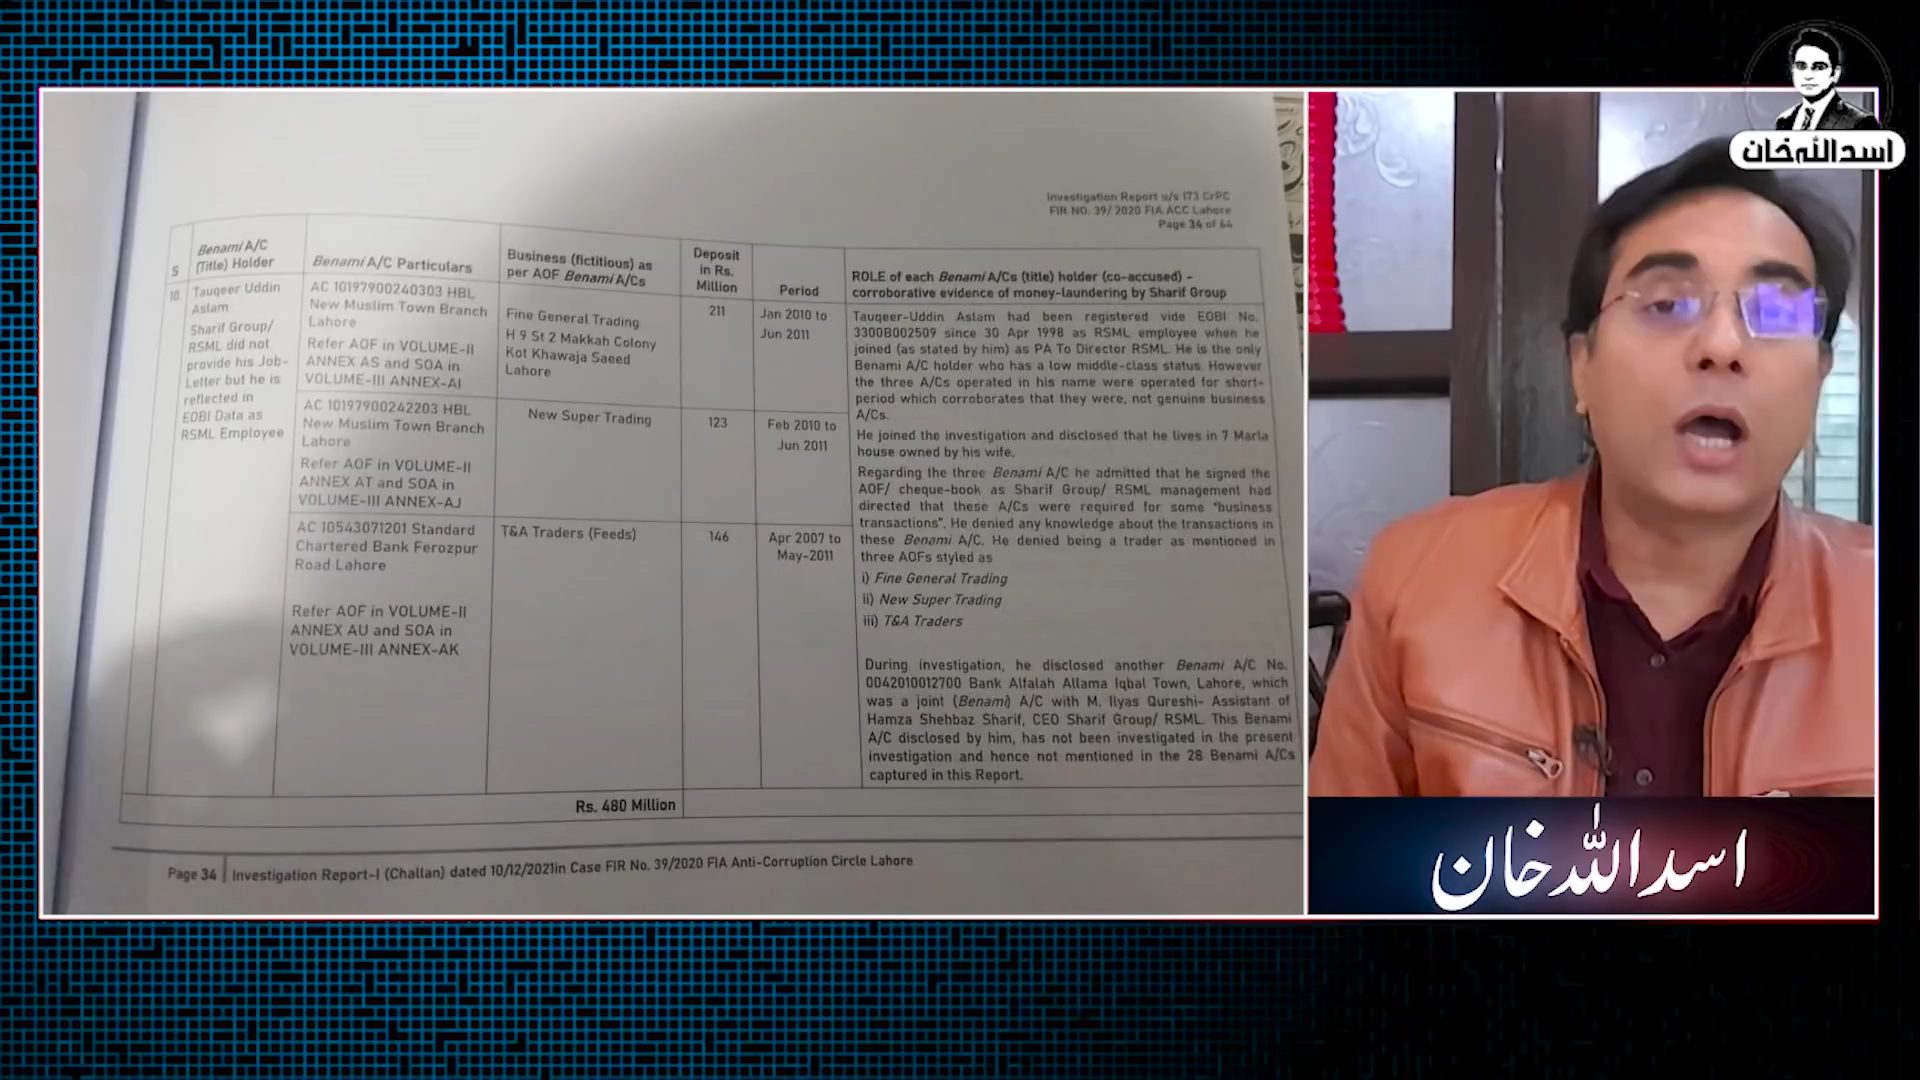 اسداللہ خان
Investigation Report u/s 173 CrPC
FIR NO. 39/ 2020 FIA ACC Lahore
Page 34 of 64
S
Benami A/C
(Title) Holder
Benami A/C Particulars
Business (fictitious) as
per AOF Benami A/Cs
Deposit
in Rs.
Million
Period
ROLE of each Benami A/Cs (title) holder (co-accused) –
corroborative evidence of money-laundering by Sharif Group
10.
Tauqeer Uddin
Aslam
Sharif Group/
RSML did not
provide his Job-
Letter but he is
reflected in
EOBI Data as
RSML Employee
AC 10197900240303 HBL
New Muslim Town Branch
Lahore
Refer AOF in VOLUME-II
ANNEX AS and SOA in
VOLUME-III ANNEX-AI
Fine General Trading
H 9 St 2 Makkah Colony
Kot Khawaja Saeed
Lahore
211
Jan 2010 to
Jun 2011
AC 10197900242203 HBL
New Muslim Town Branch
Lahore
Refer AOF in VOLUME-II
ANNEX AT and SOA in
VOLUME-III ANNEX-AJ
New Super Trading
123
Feb 2010 to
Jun 2011
AC 10543071201 Standard
Chartered Bank Ferozpur
Road Lahore
Refer AOF in VOLUME-II
ANNEX AU and SOA in
VOLUME-III ANNEX-AK
T&A Traders (Feeds)
146
Apr 2007 to
May-2011
Tauqeer-Uddin Aslam had been registered vide EOBI No.
3300B002509 since 30 Apr 1998 as RSML employee when he
joined (as stated by him) as PA To Director RSML. He is the only
Benami A/C holder who has a low middle-class status. However
the three A/Cs operated in his name were operated for short-
period which corroborates that they were, not genuine business
A/Cs.
He joined the investigation and disclosed that he lives in 7 Marla
house owned by his wife.
Regarding the three Benami A/C he admitted that he signed the
AOF/ cheque-book as Sharif Group/ RSML management had
directed that these A/Cs were required for some "business
transactions". He denied any knowledge about the transactions in
these Benami A/C. He denied being a trader as mentioned in
three AOFs styled as
i) Fine General Trading
ii) New Super Trading
iii) T&A Traders
During investigation, he disclosed another Benami A/C No.
0042010012700 Bank Alfalah Allama Iqbal Town, Lahore, which
was a joint (Benami) A/C with M. Ilyas Qureshi- Assistant of
Hamza Shehbaz Sharif, CEO Sharif Group/ RSML. This Benami
A/C disclosed by him, has not been investigated in the present
investigation and hence not mentioned in the 28 Benami A/Cs
captured in this Report.
Rs. 480 Million
Page 34 | Investigation Report-I (Challan) dated 10/12/2021in Case FIR No. 39/2020 FIA Anti-Corruption Circle Lahore
اسد اللہ خان